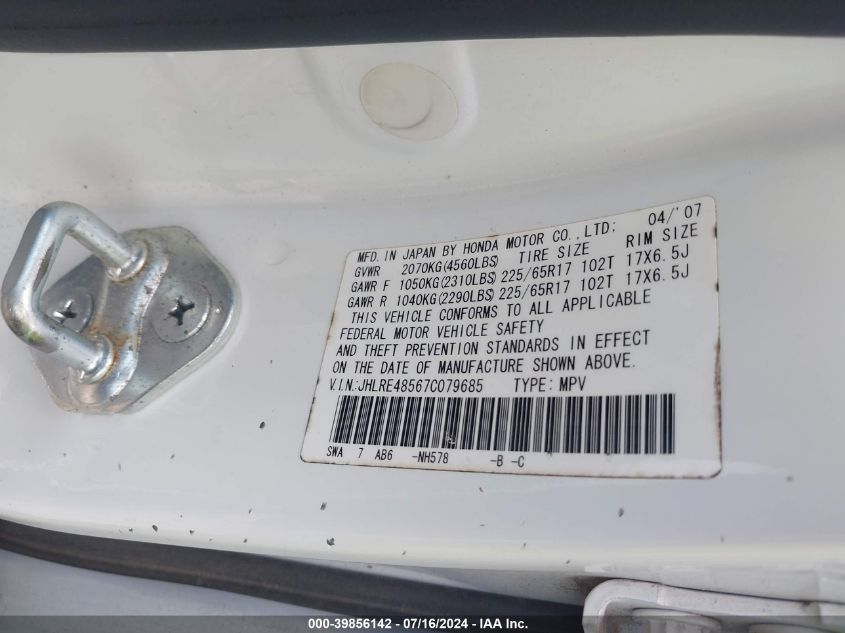 MFD. IN JAPAN BY HONDA MOTOR CO., LTD; 04/'07
GVWR 2070KG(4560LBS) TIRE SIZE RIM SIZE
GAWR F 1050KG(2310LBS) 225/65R17 102T 17X6.5J
GAWR R 1040KG(2290LBS) 225/65R17 102T 17X6.5J
THIS VEHICLE CONFORMS TO ALL APPLICABLE
FEDERAL MOTOR VEHICLE SAFETY
AND THEFT PREVENTION STANDARDS IN EFFECT
ON THE DATE OF MANUFACTURE SHOWN ABOVE.
V.I.N.:JHLRE48567C079685 TYPE: MPV
SWA 7 AB6 -NH578 -B -C
000-39856142 - 07/16/2024 - IAA Inc.